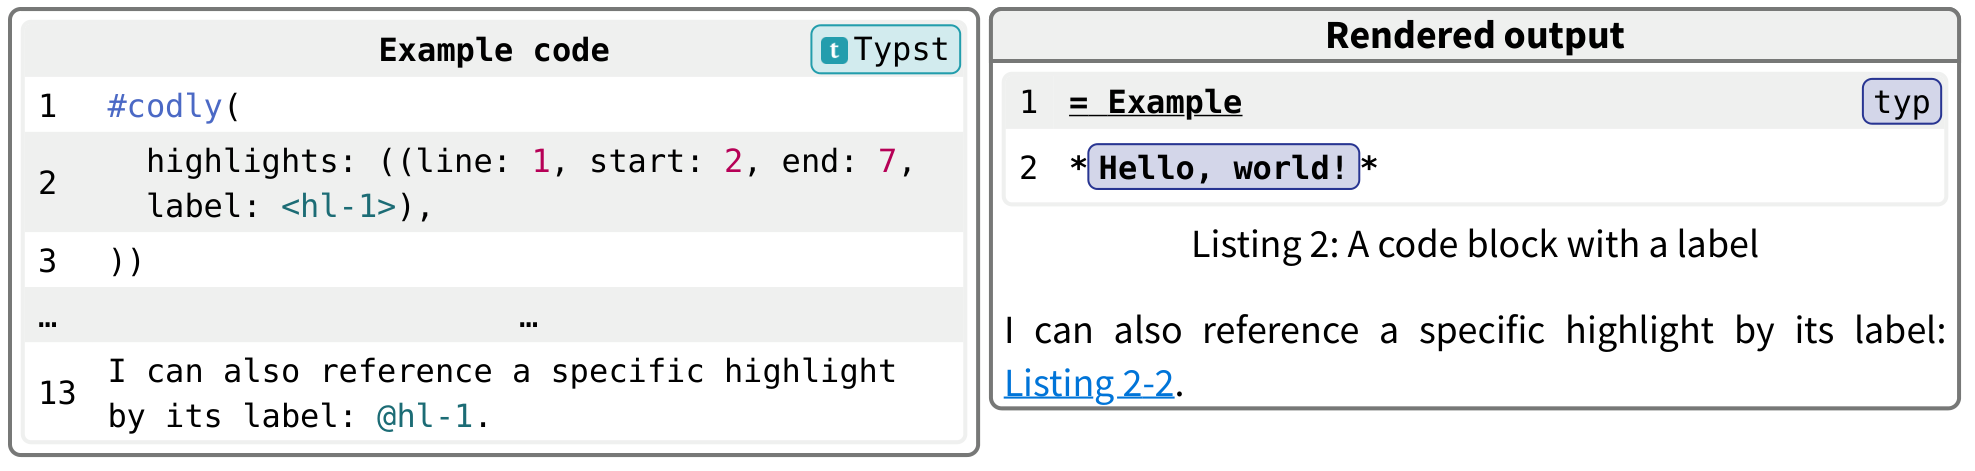 Example code
t Typst
1 #codly(
2 highlights: ((line: 1, start: 2, end: 7,
label: <hl-1>),
3 ))
… …
13 I can also reference a specific highlight
by its label: @hl-1.
Rendered output
1 = Example
typ
2 *Hello, world!*
Listing 2: A code block with a label
I can also reference a specific highlight by its label:
Listing 2-2.